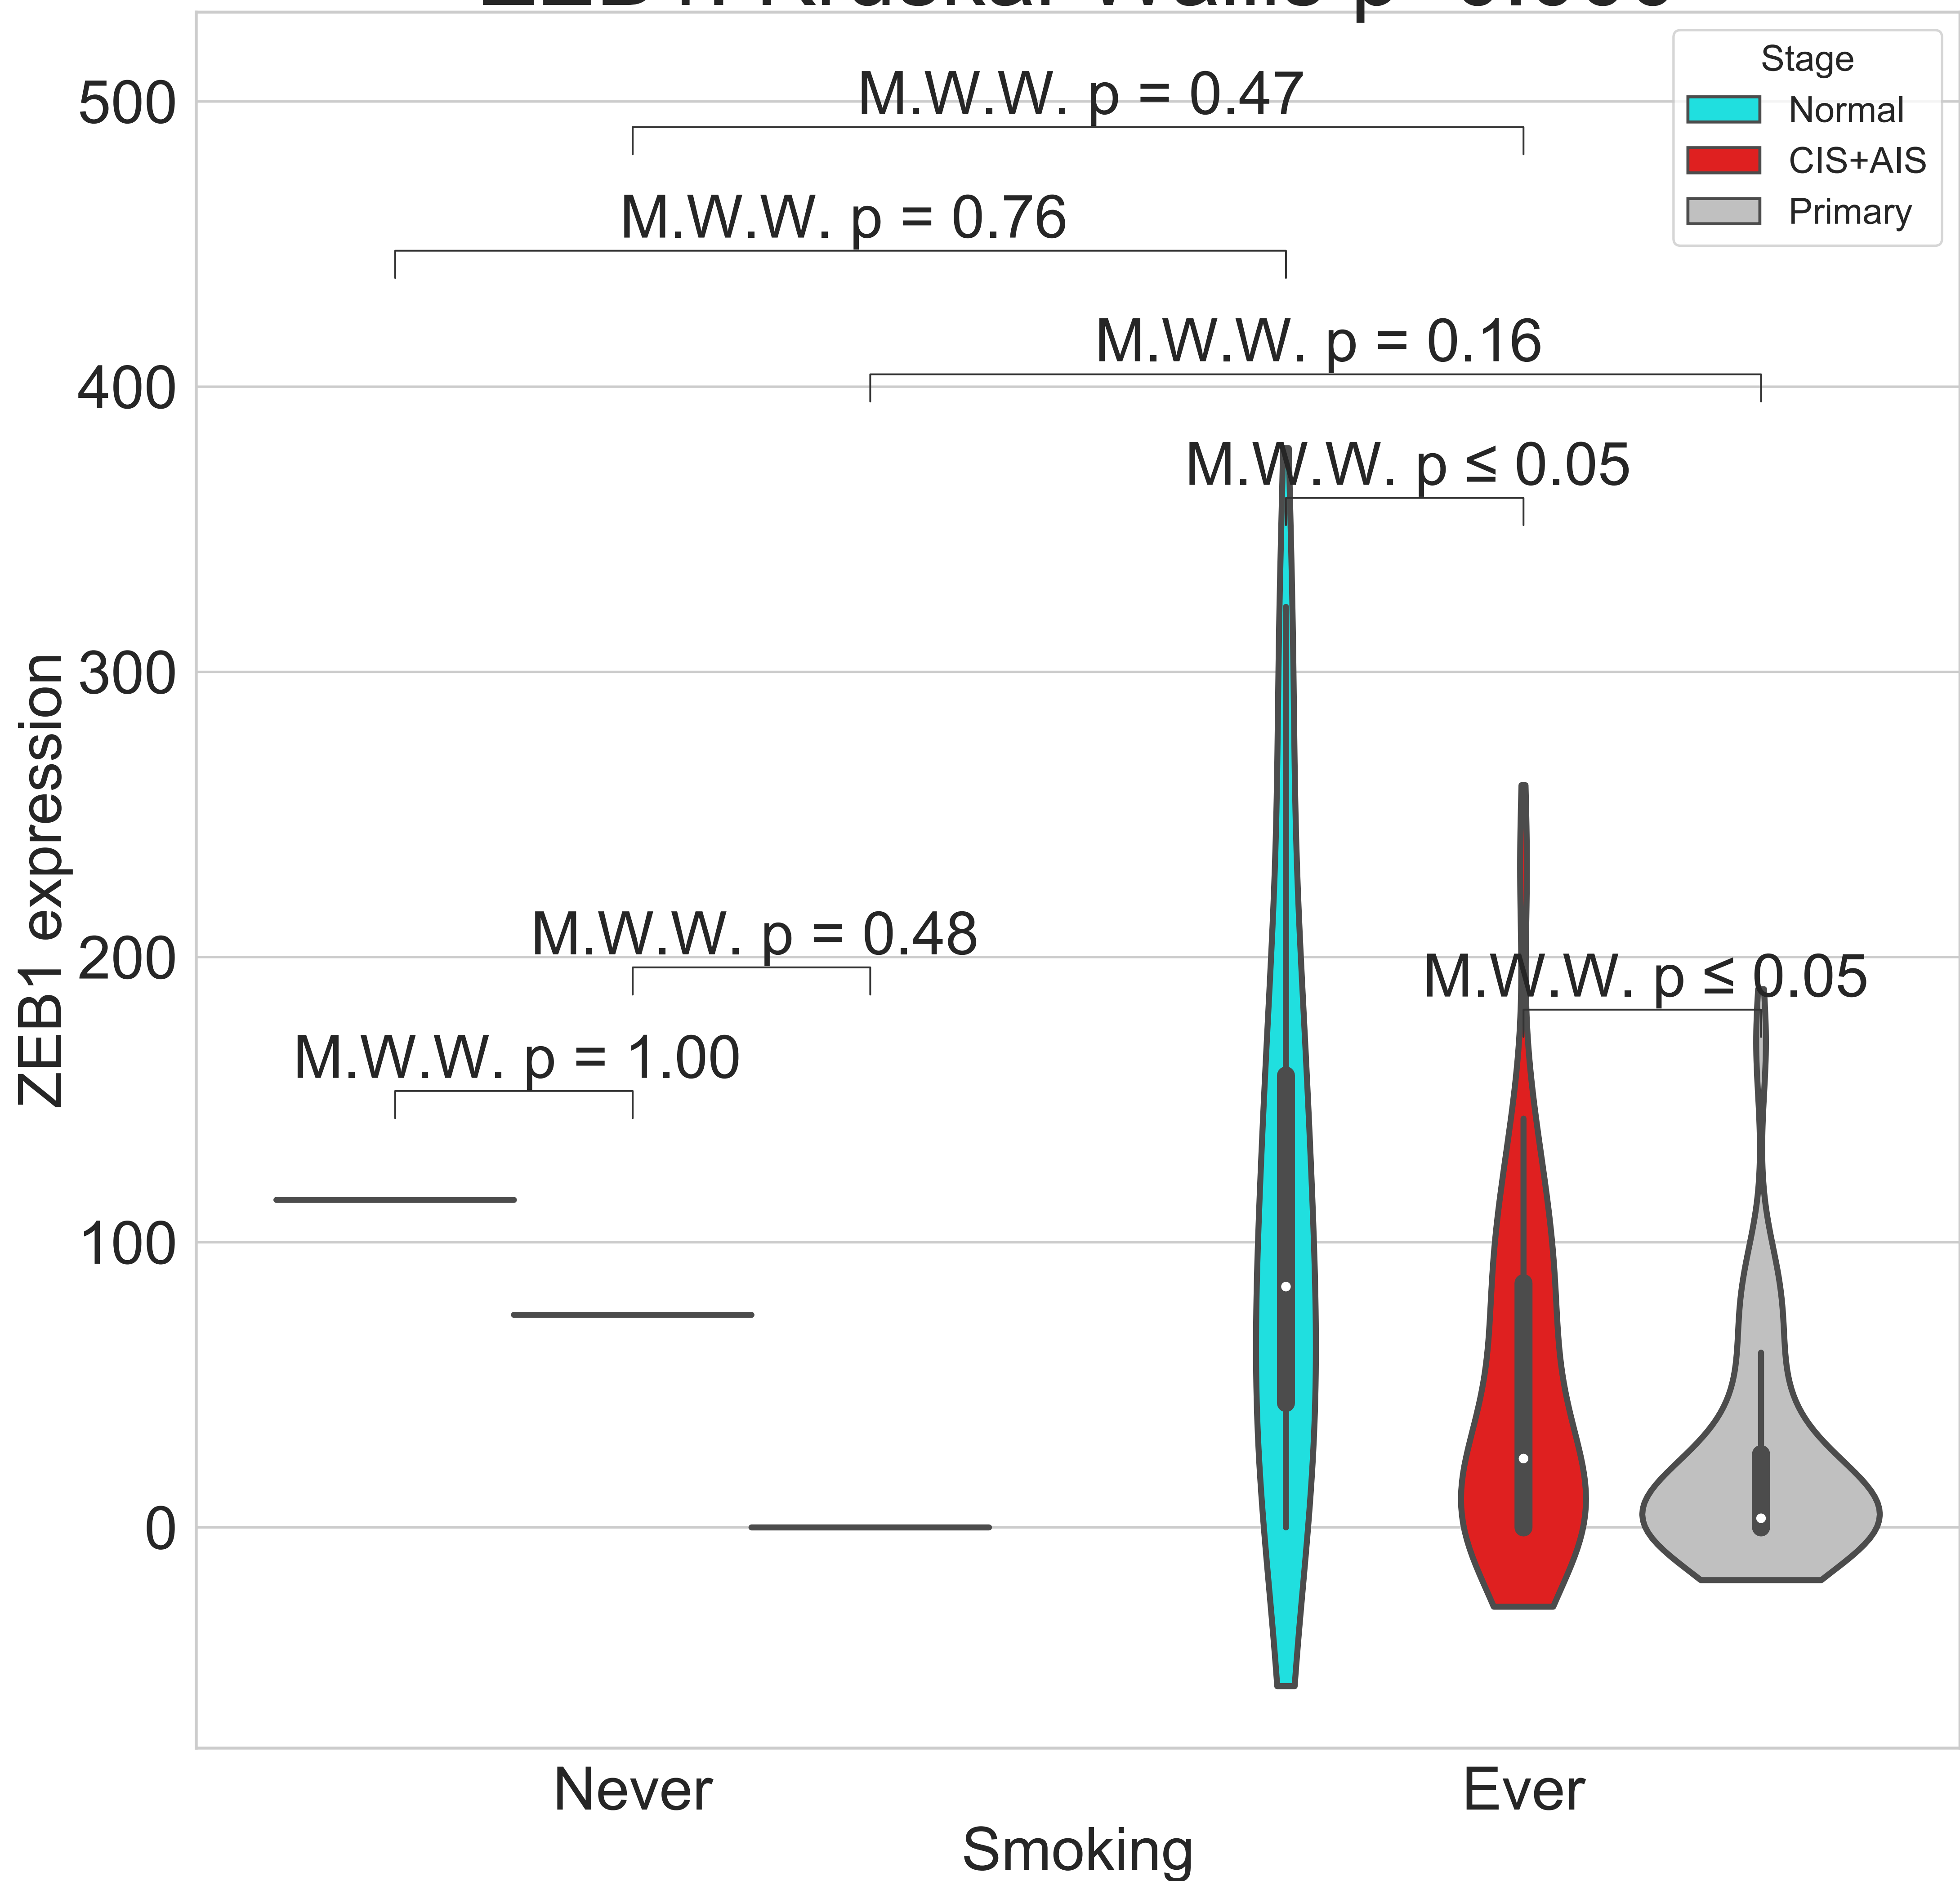 M.W.W. p = 0.47
M.W.W. p = 0.76
M.W.W. p = 0.16
M.W.W. p ≤ 0.05
M.W.W. p = 0.48
M.W.W. p ≤ 0.05
M.W.W. p = 1.00
Stage
Normal
CIS+AIS
Primary
500
400
300
200
100
0
ZEB1 expression
Never
Ever
Smoking